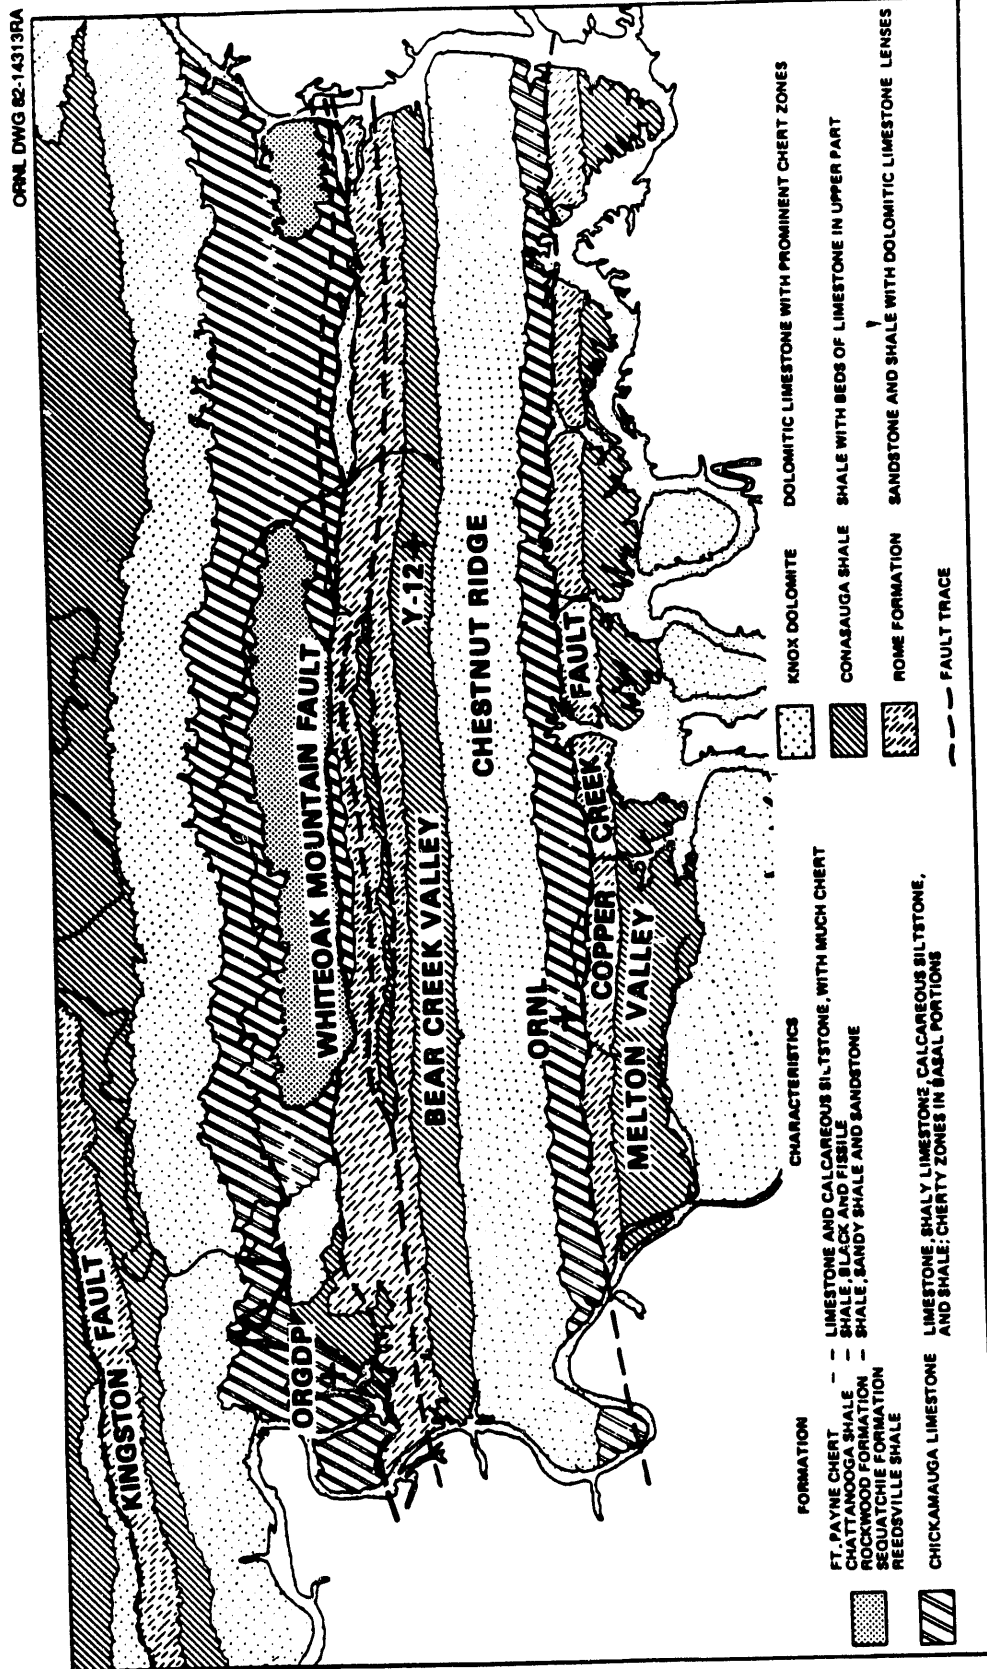 ORNL DWG 82-14313RA
KINGSTON FAULT
ORGDP
WHITEOAK MOUNTAIN FAULT
BEAR CREEK VALLEY
Y-12
CHESTNUT RIDGE
ORNL
COPPER CREEK FAULT
MELTON VALLEY
FORMATION
CHARACTERISTICS
FT. PAYNE CHERT — LIMESTONE AND CALCAREOUS SILTSTONE, WITH MUCH CHERT
CHATTANOOGA SHALE — SHALE, BLACK AND FISSILE
ROCKWOOD FORMATION — SHALE, SANDY SHALE AND SANDSTONE
SEQUATCHIE FORMATION
REEDSVILLE SHALE
CHICKAMAUGA LIMESTONE LIMESTONE, SHALY LIMESTONE, CALCAREOUS SILTSTONE,
AND SHALE; CHERTY ZONES IN BASAL PORTIONS
KNOX DOLOMITE DOLOMITIC LIMESTONE WITH PROMINENT CHERT ZONES
CONASAUGA SHALE SHALE WITH BEDS OF LIMESTONE IN UPPER PART
ROME FORMATION SANDSTONE AND SHALE WITH DOLOMITIC LIMESTONE LENSES
FAULT TRACE